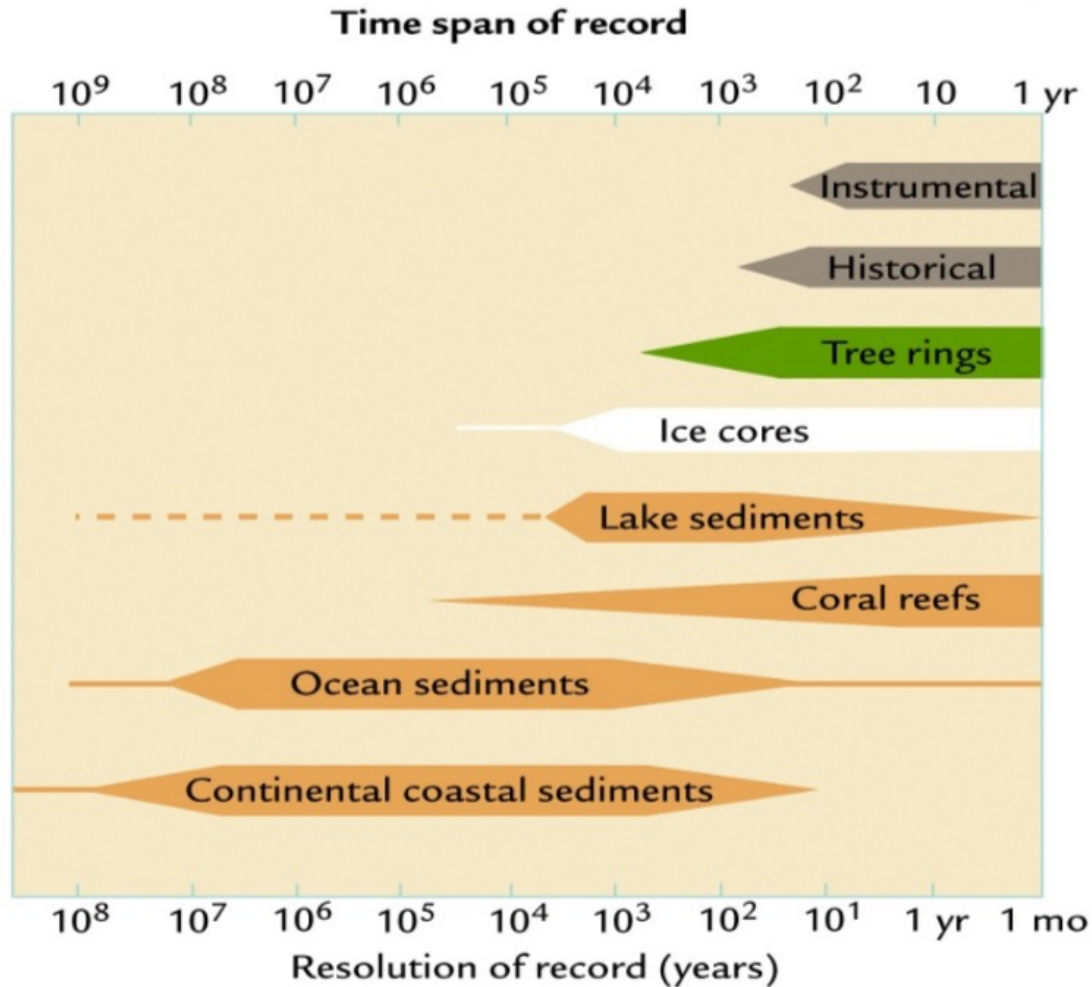 Time span of record
10⁹ 10⁸ 10⁷ 10⁶ 10⁵ 10⁴ 10³ 10² 10 1 yr
Instrumental
Historical
Tree rings
Ice cores
Lake sediments
Coral reefs
Ocean sediments
Continental coastal sediments
10⁸ 10⁷ 10⁶ 10⁵ 10⁴ 10³ 10² 10¹ 1 yr 1 mo
Resolution of record (years)